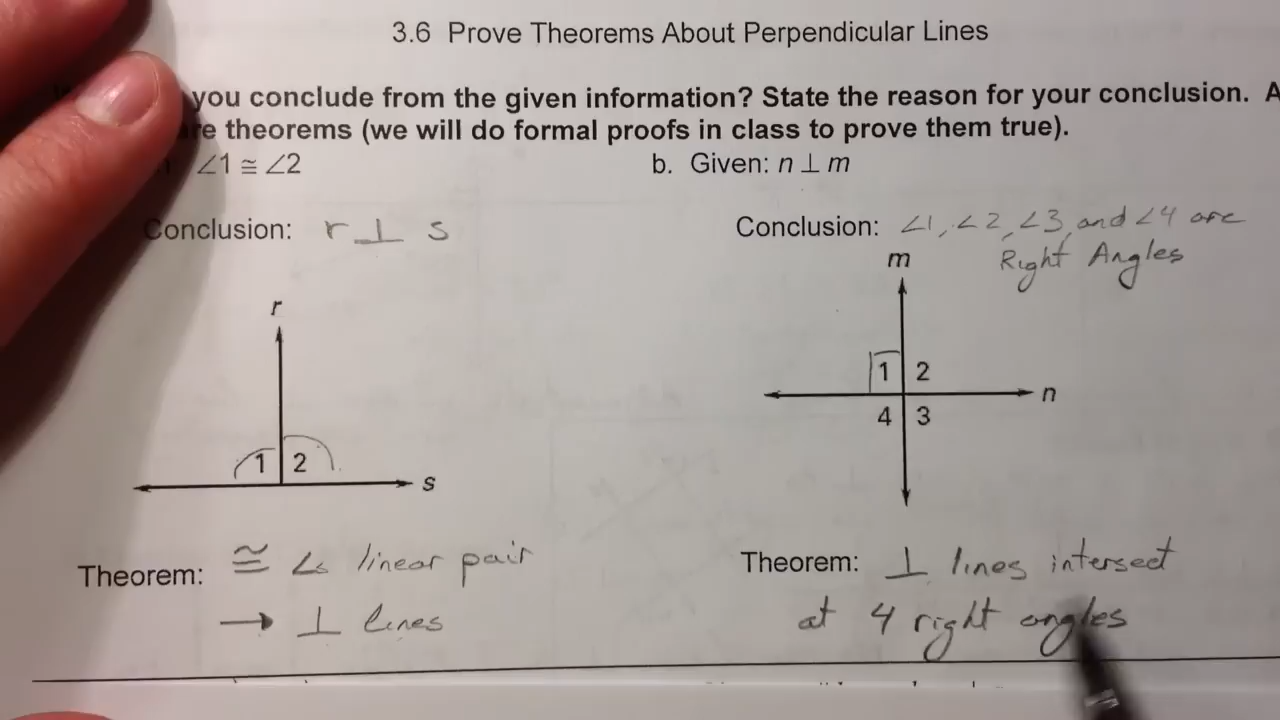 3.6 Prove Theorems About Perpendicular Lines
you conclude from the given information? State the reason for your conclusion. A
re theorems (we will do formal proofs in class to prove them true).
∠1 ≅ ∠2
Conclusion: r ⊥ s
r
1 2
s
Theorem: ≅ ∠s linear pair
→ ⊥ lines
b. Given: n ⊥ m
Conclusion: ∠1, ∠2, ∠3, and ∠4 are
Right Angles
m
1 2
n
4 3
Theorem: ⊥ lines intersect
at 4 right angles